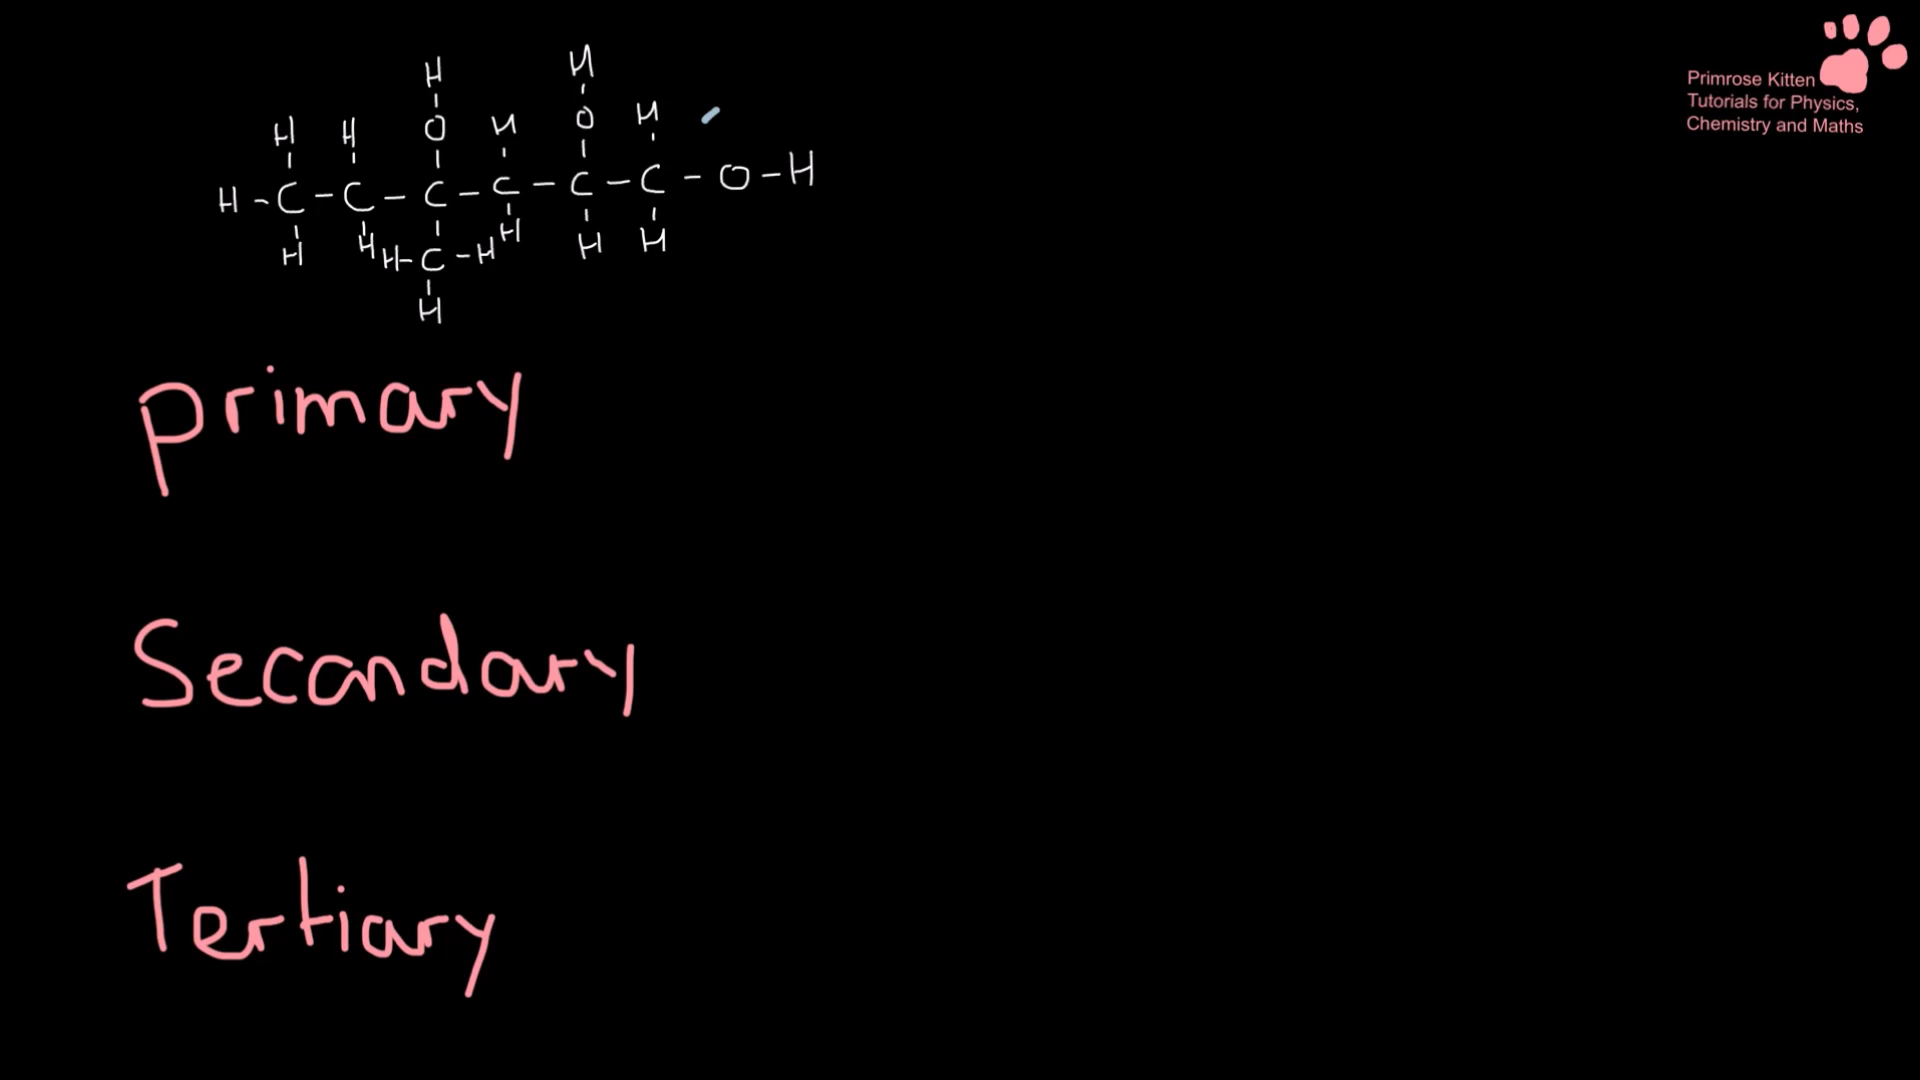 H H
H H O H O H
H - C - C - C - C - C - C - O - H
H H H - C - H H H H
H
Primrose Kitten
Tutorials for Physics,
Chemistry and Maths
primary
Secondary
Tertiary